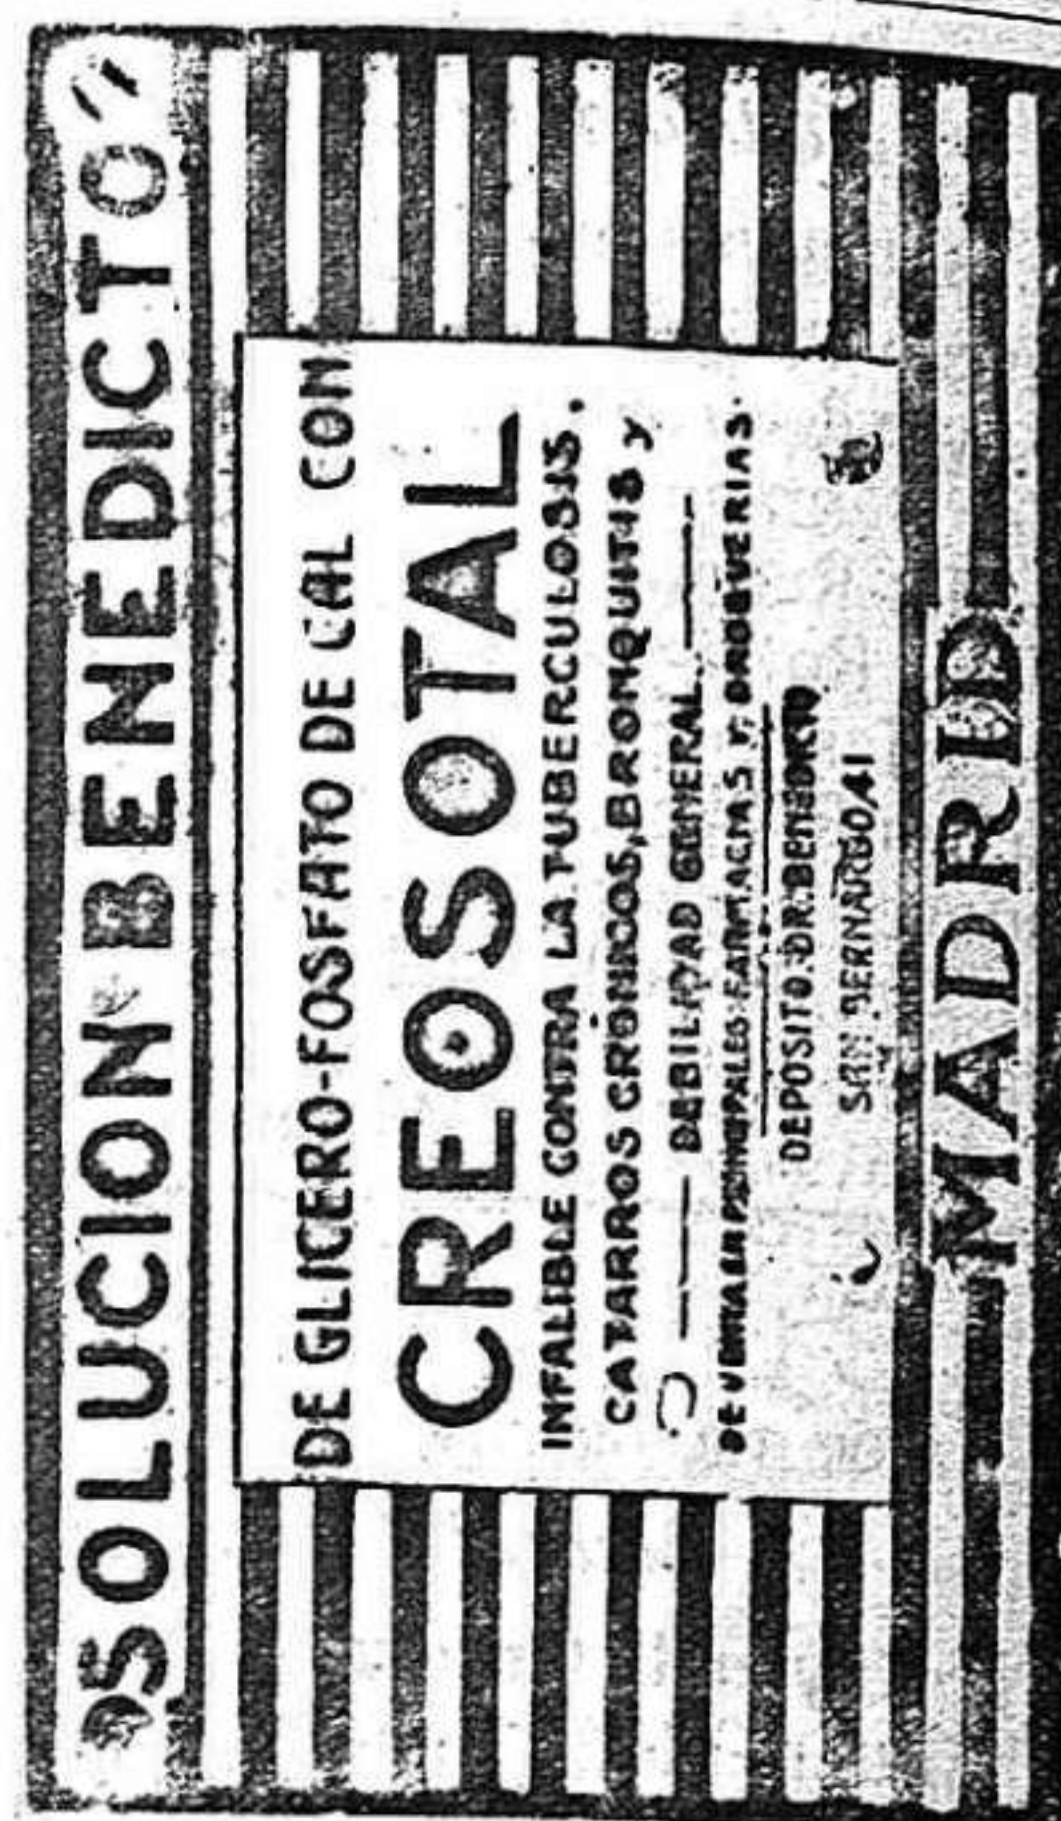 SOLUCION BENEDICTO
DE GLICERO-FOSFATO DE CAL CON
CREOSOTAL
INFALIBLE CONTRA LA TUBERCULOSIS.
CATARROS CRÓNICOS, BRONQUITIS y
DEBILIDAD GENERAL.
DE VENTA EN PRINCIPALES FARMACIAS Y DROGUERIAS.
DEPOSITO: DR. BENEDICTO
SAN BERNARDO, 41
MADRID